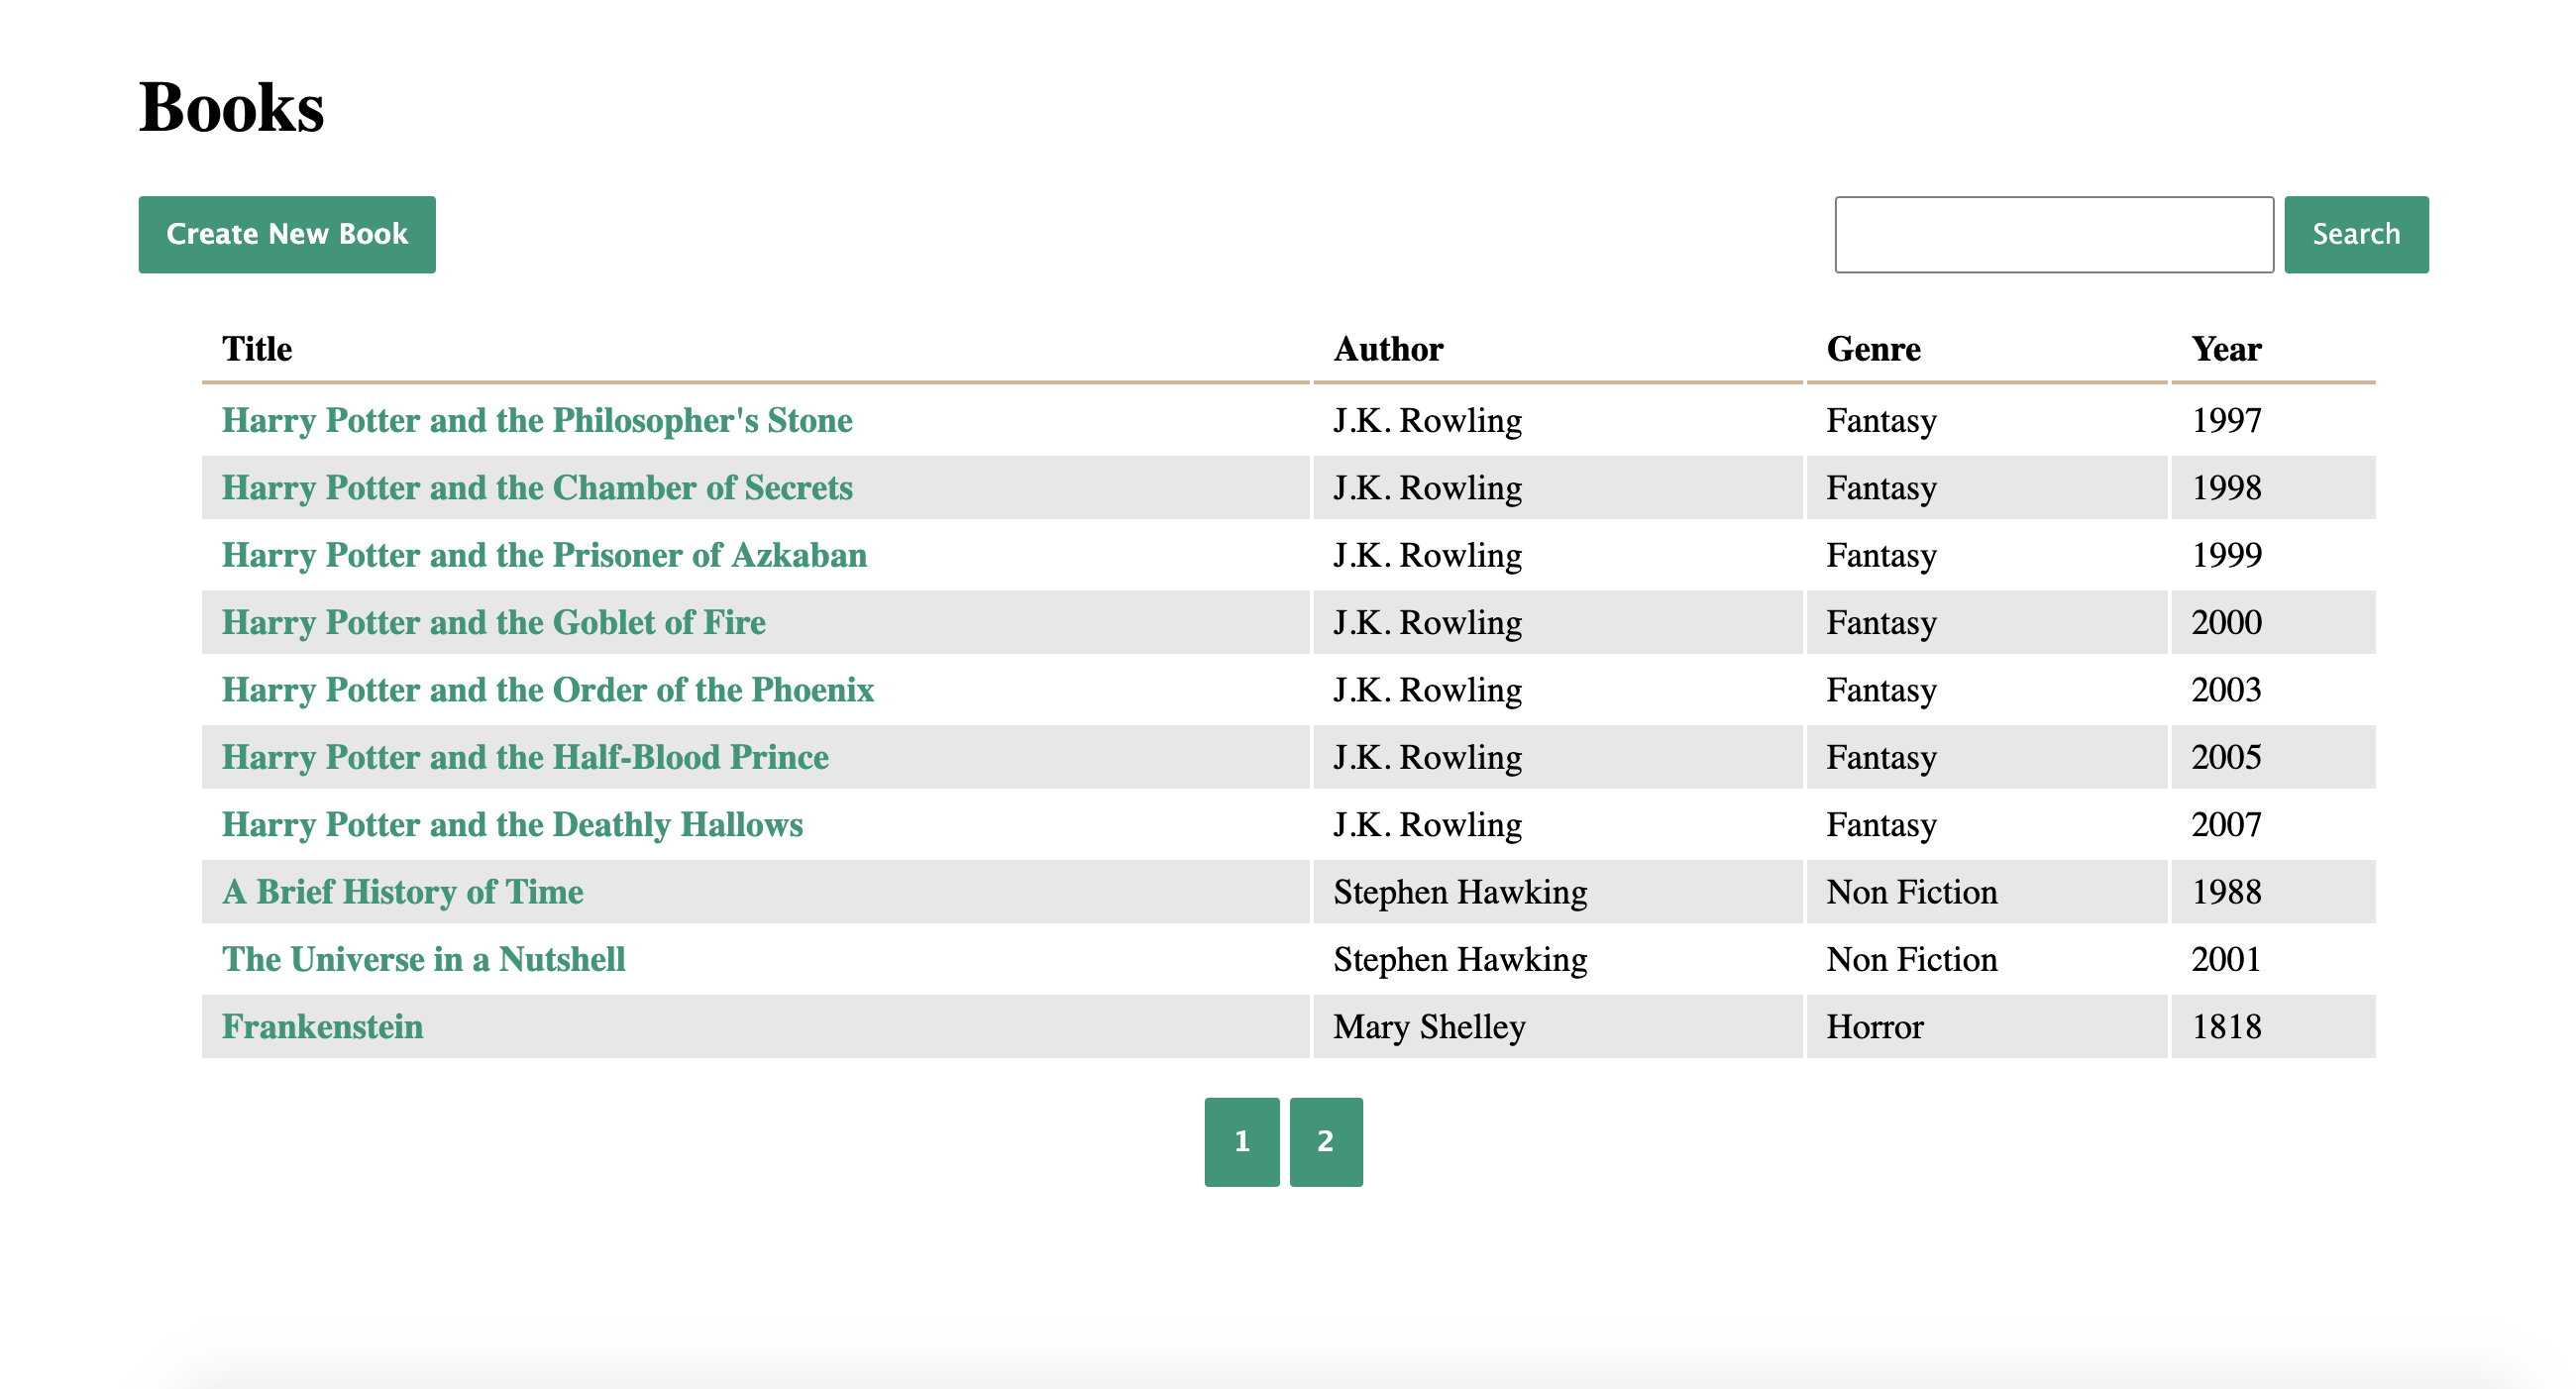 Books
Create New Book Search
Title Author Genre Year
Harry Potter and the Philosopher's Stone J.K. Rowling Fantasy 1997
Harry Potter and the Chamber of Secrets J.K. Rowling Fantasy 1998
Harry Potter and the Prisoner of Azkaban J.K. Rowling Fantasy 1999
Harry Potter and the Goblet of Fire J.K. Rowling Fantasy 2000
Harry Potter and the Order of the Phoenix J.K. Rowling Fantasy 2003
Harry Potter and the Half-Blood Prince J.K. Rowling Fantasy 2005
Harry Potter and the Deathly Hallows J.K. Rowling Fantasy 2007
A Brief History of Time Stephen Hawking Non Fiction 1988
The Universe in a Nutshell Stephen Hawking Non Fiction 2001
Frankenstein Mary Shelley Horror 1818
1 2